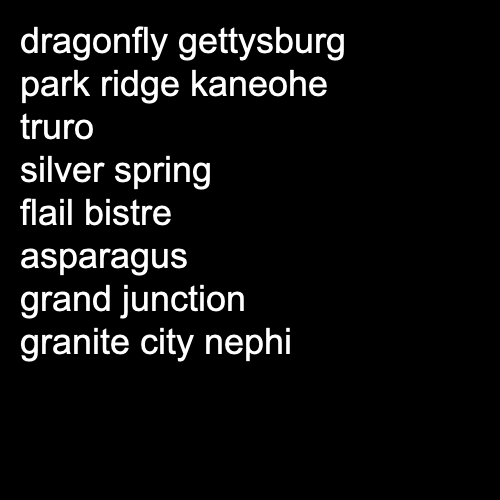 dragonfly gettysburg
park ridge kaneohe
truro
silver spring
flail bistre
asparagus
grand junction
granite city nephi